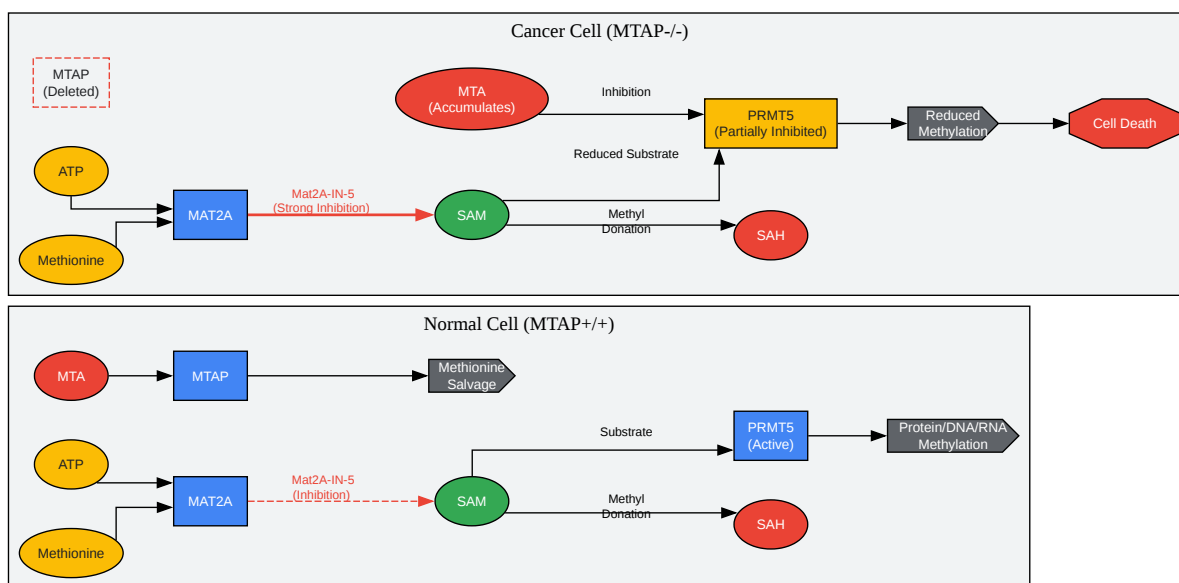 Cancer Cell (MTAP-/-)
MTAP
(Deleted)
MTA
(Accumulates)
Inhibition
PRMT5
(Partially Inhibited)
Reduced
Methylation
Cell Death
Reduced Substrate
ATP
MAT2A
Mat2A-IN-5
(Strong Inhibition)
SAM
Methyl
Donation
SAH
Methionine
Normal Cell (MTAP+/+)
MTA
MTAP
Methionine
Salvage
Substrate
PRMT5
(Active)
Protein/DNA/RNA
Methylation
ATP
MAT2A
Mat2A-IN-5
(Inhibition)
SAM
Methyl
Donation
SAH
Methionine